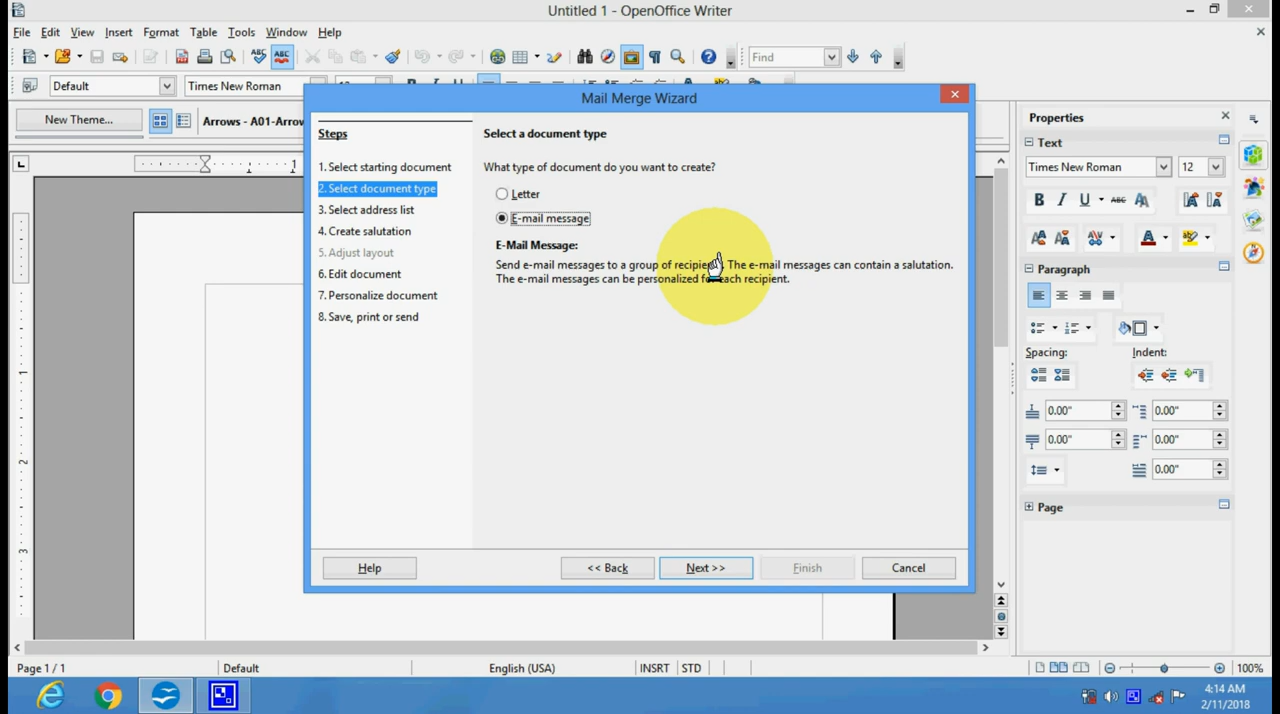 Untitled 1 - OpenOffice Writer
File Edit View Insert Format Table Tools Window Help
Find
Default
Times New Roman
New Theme...
Arrows - A01-Arrow
Mail Merge Wizard
Steps
1. Select starting document
2. Select document type
3. Select address list
4. Create salutation
5. Adjust layout
6. Edit document
7. Personalize document
8. Save, print or send
Select a document type
What type of document do you want to create?
Letter
E-mail message
E-Mail Message:
Send e-mail messages to a group of recipients. The e-mail messages can contain a salutation.
The e-mail messages can be personalized for each recipient.
Help
<< Back
Next >>
Finish
Cancel
Properties
Text
Times New Roman
12
Paragraph
Spacing:
Indent:
0.00"
0.00"
0.00"
0.00"
0.00"
Page
1
1
2
3
Page 1 / 1
Default
English (USA)
INSRT
STD
100%
4:14 AM
2/11/2018